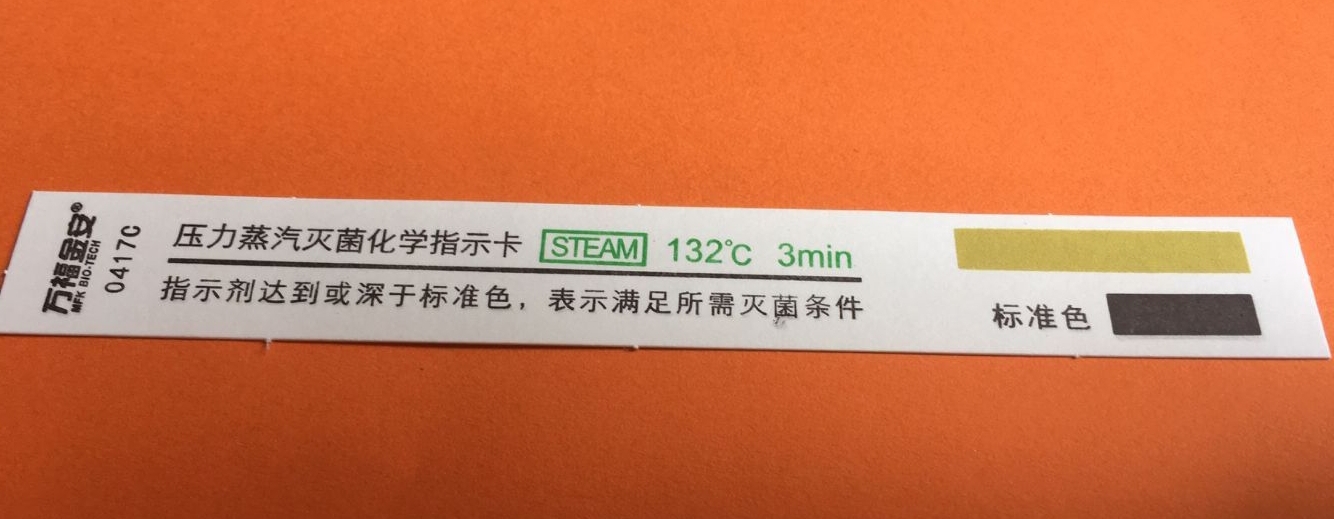 万福金安®
MFK BIO-TECH
0417C
压力蒸汽灭菌化学指示卡 STEAM 132℃ 3min
指示剂达到或深于标准色，表示满足所需灭菌条件
标准色